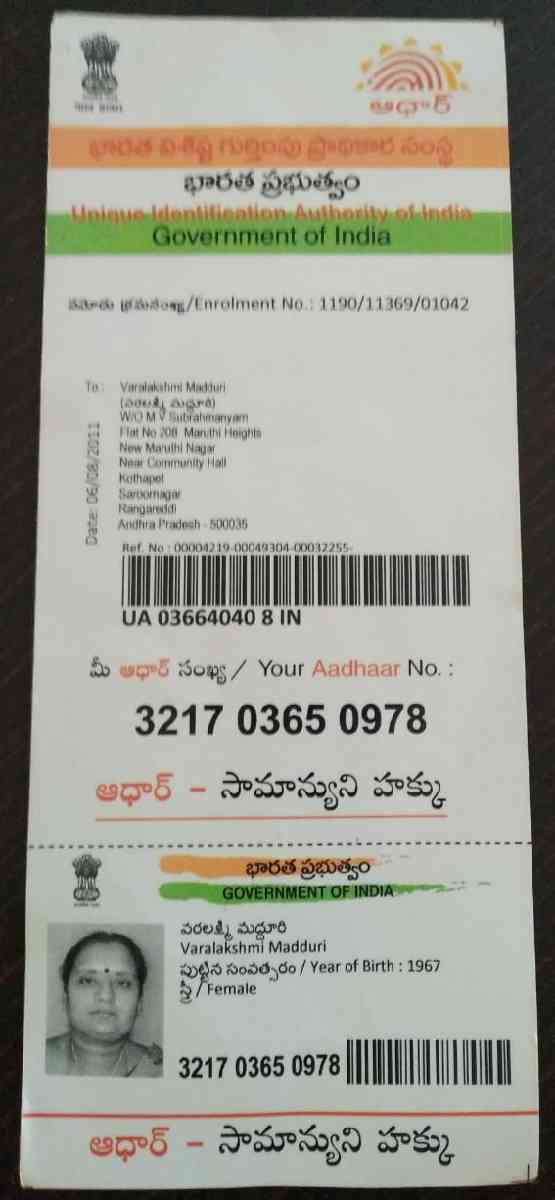 भारत सरकार
ఆధార్
భారత విశిష్ట గుర్తింపు ప్రాధికార సంస్థ
భారత ప్రభుత్వం
Unique Identification Authority of India
Government of India
నమోదు క్రమసంఖ్య/Enrolment No.: 1190/11369/01042
To:
Varalakshmi Madduri
(వరలక్ష్మి మద్దూరి)
W/O M V Subrahmanyam
Flat No 208 Maruthi Heights
New Maruthi Nagar
Near Community Hall
Kothapet
Saroornagar
Rangareddi
Andhra Pradesh - 500035
Date: 06/08/2011
Ref. No : 00004219-00049304-00032255-
UA 03664040 8 IN
మీ ఆధార్ సంఖ్య / Your Aadhaar No. :
3217 0365 0978
ఆధార్ - సామాన్యుని హక్కు
భారత ప్రభుత్వం
GOVERNMENT OF INDIA
వరలక్ష్మి మద్దూరి
Varalakshmi Madduri
పుట్టిన సంవత్సరం / Year of Birth : 1967
స్త్రీ / Female
3217 0365 0978
ఆధార్ - సామాన్యుని హక్కు